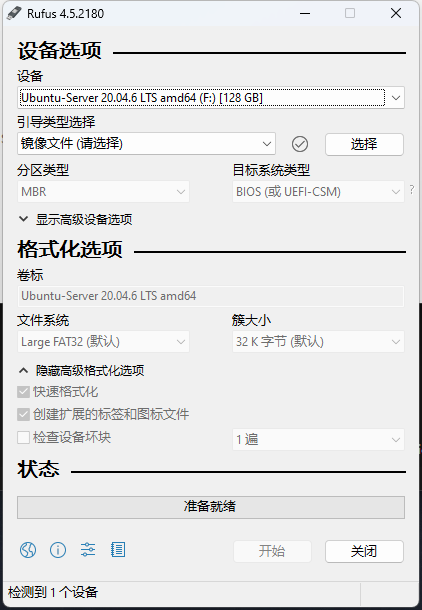 Rufus 4.5.2180
设备选项
设备
Ubuntu-Server 20.04.6 LTS amd64 (F:) [128 GB]
引导类型选择
镜像文件 (请选择)
选择
分区类型
目标系统类型
MBR
BIOS (或 UEFI-CSM)
?
显示高级设备选项
格式化选项
卷标
Ubuntu-Server 20.04.6 LTS amd64
文件系统
簇大小
Large FAT32 (默认)
32 K 字节 (默认)
隐藏高级格式化选项
快速格式化
创建扩展的标签和图标文件
检查设备坏块
1 遍
状态
准备就绪
开始
关闭
检测到 1 个设备